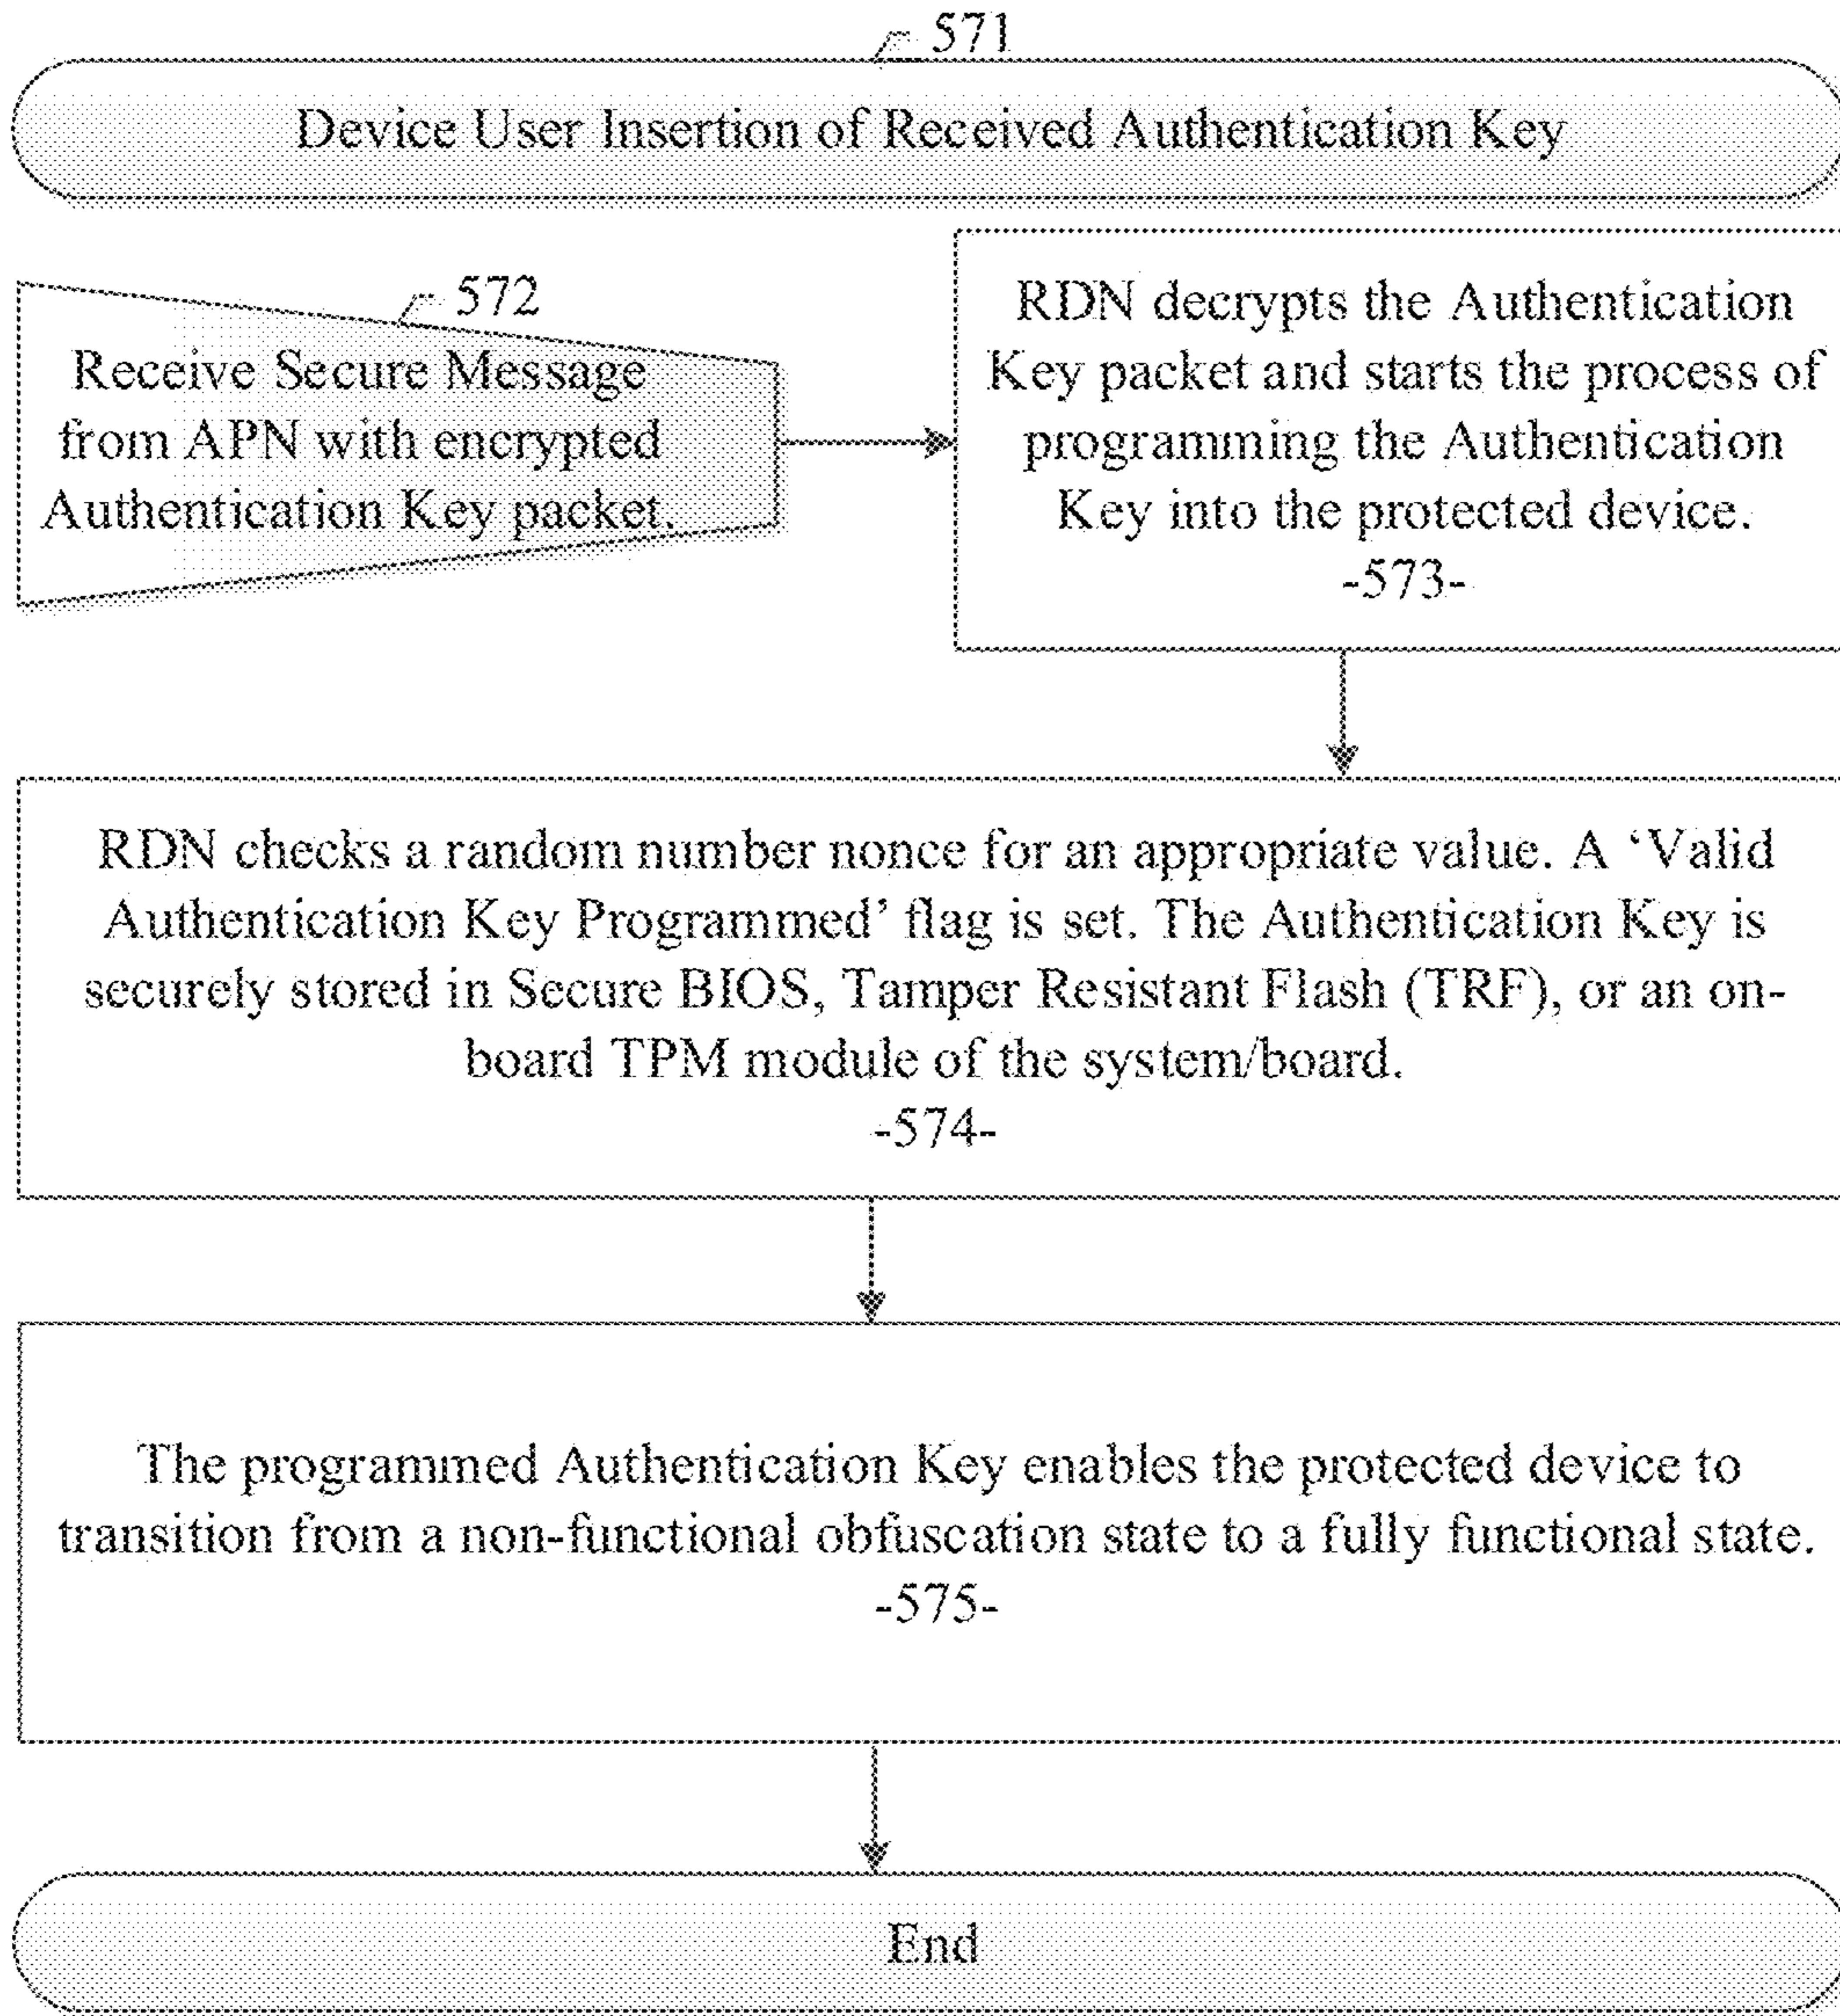 571
Device User Insertion of Received Authentication Key
572
Receive Secure Message
from APN with encrypted
Authentication Key packet.
RDN decrypts the Authentication
Key packet and starts the process of
programming the Authentication
Key into the protected device.
-573-
RDN checks a random number nonce for an appropriate value. A ‘Valid
Authentication Key Programmed’ flag is set. The Authentication Key is
securely stored in Secure BIOS, Tamper Resistant Flash (TRF), or an on-
board TPM module of the system/board.
-574-
The programmed Authentication Key enables the protected device to
transition from a non-functional obfuscation state to a fully functional state.
-575-
End